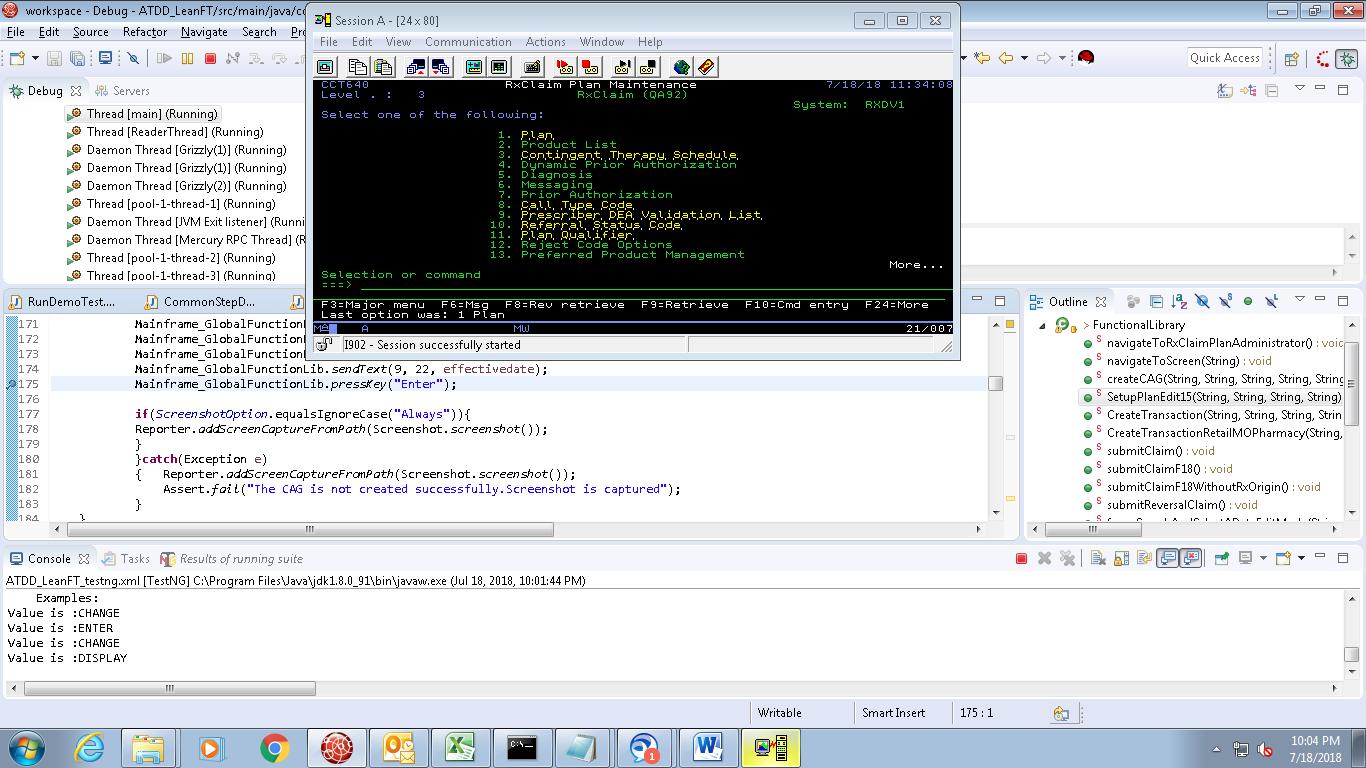 workspace - Debug - ATDD_LeanFT/src/main/java/co
File Edit Source Refactor Navigate Search Pr
Quick Access
Debug Servers
Thread [main] (Running)
Thread [ReaderThread] (Running)
Daemon Thread [Grizzly(1)] (Running)
Daemon Thread [Grizzly(1)] (Running)
Daemon Thread [Grizzly(2)] (Running)
Thread [pool-1-thread-1] (Running)
Daemon Thread [JVM Exit listener] (Runni
Daemon Thread [Mercury RPC Thread] (R
Thread [pool-1-thread-2] (Running)
Thread [pool-1-thread-3] (Running)
Session A - [24 x 80]
File Edit View Communication Actions Window Help
CCT640 RxClaim Plan Maintenance 7/18/18 11:34:08
Level . : 3 RxClaim (QA92)
System: RXDV1
Select one of the following:
1. Plan
2. Product List
3. Contingent Therapy Schedule
4. Dynamic Prior Authorization
5. Diagnosis
6. Messaging
7. Prior Authorization
8. Call Type Code
9. Prescriber DEA Validation List
10. Referral Status Code
11. Plan Qualifier
12. Reject Code Options
13. Preferred Product Management
More...
Selection or command
===>
F3=Major menu F6=Msg F8=Rev retrieve F9=Retrieve F10=Cmd entry F24=More
Last option was: 1 Plan
MA A MW 21/007
I902 - Session successfully started
RunDemoTest.... CommonStepD...
171 Mainframe_GlobalFunctionL
172 Mainframe_GlobalFunctionL
173 Mainframe_GlobalFunctionL
174 Mainframe_GlobalFunctionLib.sendText(9, 22, effectivedate);
175 Mainframe_GlobalFunctionLib.pressKey("Enter");
176
177 if(ScreenshotOption.equalsIgnoreCase("Always")){
178 Reporter.addScreenCaptureFromPath(Screenshot.screenshot());
179 }
180 }catch(Exception e)
181 { Reporter.addScreenCaptureFromPath(Screenshot.screenshot());
182 Assert.fail("The CAG is not created successfully.Screenshot is captured");
183 }
184 }
Outline
> FunctionalLibrary
navigateToRxClaimPlanAdministrator() : voic
navigateToScreen(String) : void
createCAG(String, String, String, String, String
SetupPlanEdit15(String, String, String, String)
CreateTransaction(String, String, String, Strin
CreateTransactionRetailMOPharmacy(String,
submitClaim() : void
submitClaimF18() : void
submitClaimF18WithoutRxOrigin() : void
submitReversalClaim() : void
Console Tasks Results of running suite
ATDD_LeanFT_testng.xml [TestNG] C:\Program Files\Java\jdk1.8.0_91\bin\javaw.exe (Jul 18, 2018, 10:01:44 PM)
Examples:
Value is :CHANGE
Value is :ENTER
Value is :CHANGE
Value is :DISPLAY
Writable Smart Insert 175 : 1
10:04 PM
7/18/2018